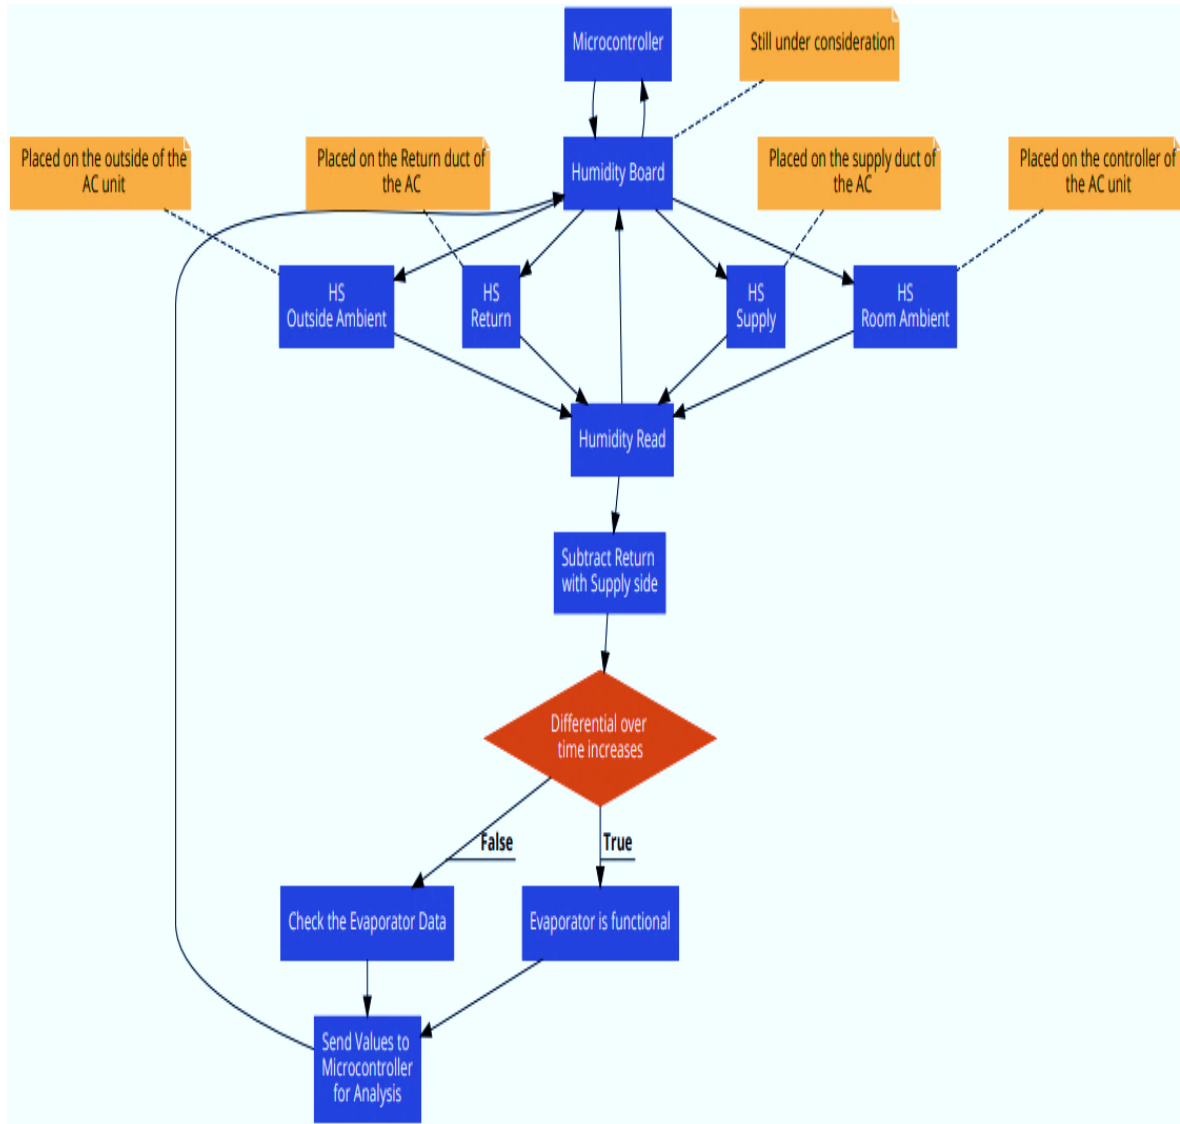 Microcontroller
Still under consideration
Placed on the outside of the
AC unit
Placed on the Return duct of
the AC
Humidity Board
Placed on the supply duct of
the AC
Placed on the controller of
the AC unit
HS
Outside Ambient
HS
Return
HS
Supply
HS
Room Ambient
Humidity Read
Subtract Return
with Supply side
Differential over
time increases
False
True
Check the Evaporator Data
Evaporator is functional
Send Values to
Microcontroller
for Analysis